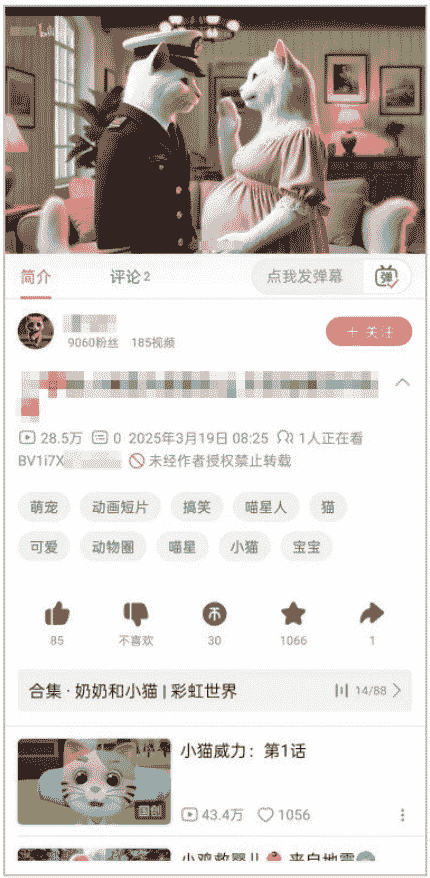 简介
评论 2
点我发弹幕
弹
+ 关注
9060粉丝 185视频
28.5万 0 2025年3月19日 08:25 1人正在看
BV1i7X
未经作者授权禁止转载
萌宠 动画短片 搞笑 喵星人 猫
可爱 动物圈 喵星 小猫 宝宝
85 不喜欢 30 1066 1
合集 · 奶奶和小猫 | 彩虹世界 14/88
小猫威力：第1话
国创
43.4万 1056